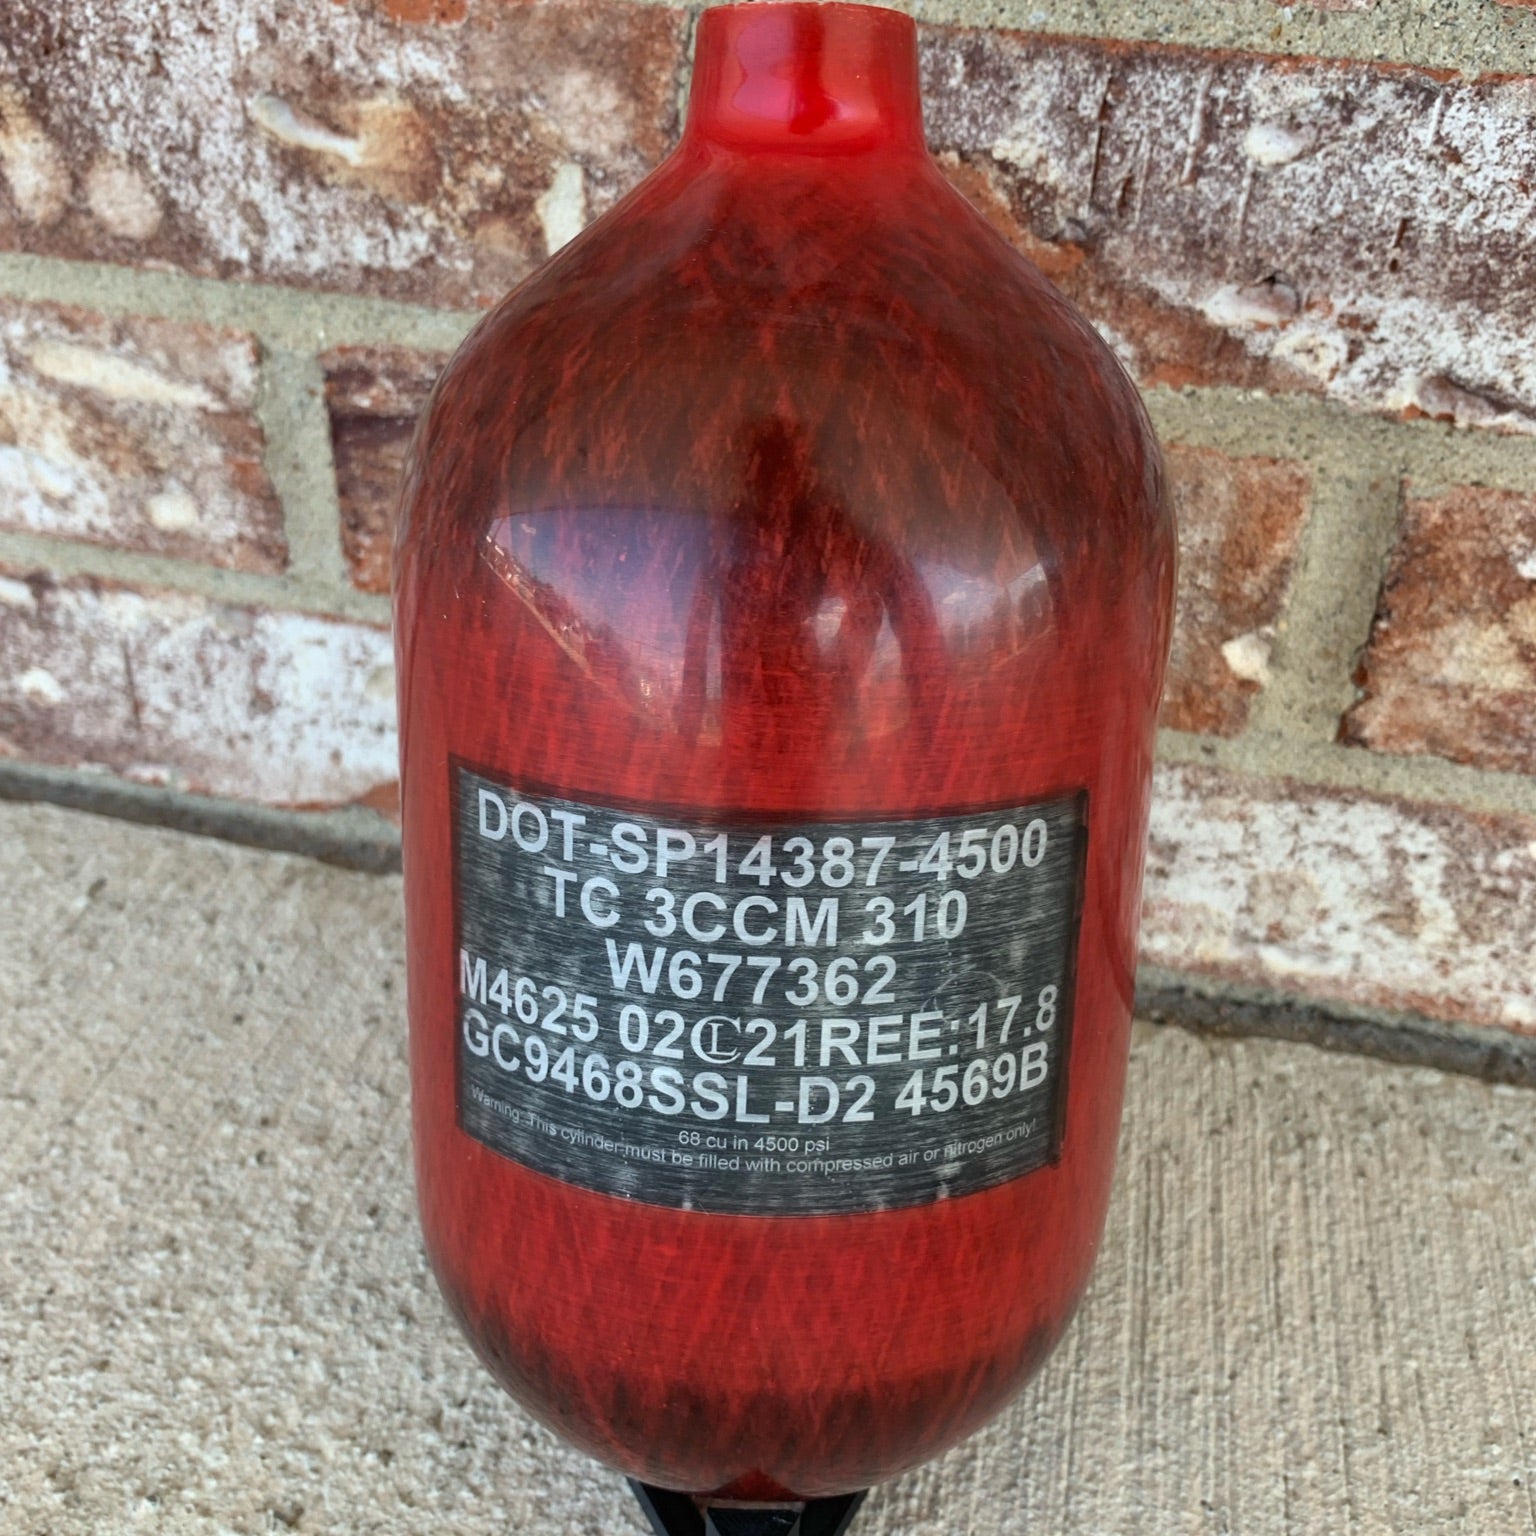 DOT-SP14387-4500
TC 3CCM 310
W677362
M4625 02CL21REE:17.8
GC9468SSL-D2 4569B
68 cu in 4500 psi
Warning: This cylinder must be filled with compressed air or nitrogen only!